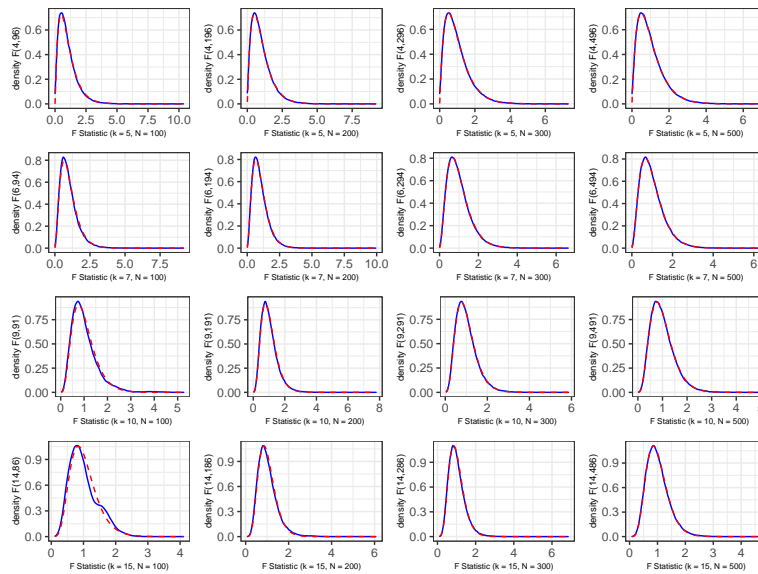 density F(4,96)
0.6
0.4
0.2
0.0
0.0 2.5 5.0 7.5 10.0
F Statistic (k = 5, N = 100)
density F(4,196)
0.6
0.4
0.2
0.0
0.0 2.5 5.0 7.5
F Statistic (k = 5, N = 200)
density F(4,296)
0.6
0.4
0.2
0.0
0 2 4 6
F Statistic (k = 5, N = 300)
density F(4,496)
0.6
0.4
0.2
0.0
0 2 4 6
F Statistic (k = 5, N = 500)
density F(6,94)
0.8
0.6
0.4
0.2
0.0
0.0 2.5 5.0 7.5
F Statistic (k = 7, N = 100)
density F(6,194)
0.8
0.6
0.4
0.2
0.0
0.0 2.5 5.0 7.5 10.0
F Statistic (k = 7, N = 200)
density F(6,294)
0.8
0.6
0.4
0.2
0.0
0 2 4 6
F Statistic (k = 7, N = 300)
density F(6,494)
0.8
0.6
0.4
0.2
0.0
0 2 4 6
F Statistic (k = 7, N = 500)
density F(9,91)
0.75
0.50
0.25
0.00
0 1 2 3 4 5
F Statistic (k = 10, N = 100)
density F(9,191)
0.75
0.50
0.25
0.00
0 2 4 6 8
F Statistic (k = 10, N = 200)
density F(9,291)
0.75
0.50
0.25
0.00
0 2 4 6
F Statistic (k = 10, N = 300)
density F(9,491)
0.75
0.50
0.25
0.00
0 1 2 3 4
F Statistic (k = 10, N = 500)
density F(14,86)
0.9
0.6
0.3
0.0
0 1 2 3 4
F Statistic (k = 15, N = 100)
density F(14,186)
0.9
0.6
0.3
0.0
0 2 4 6
F Statistic (k = 15, N = 200)
density F(14,286)
0.9
0.6
0.3
0.0
0 2 4 6
F Statistic (k = 15, N = 300)
density F(14,486)
0.9
0.6
0.3
0.0
0 1 2 3 4
F Statistic (k = 15, N = 500)